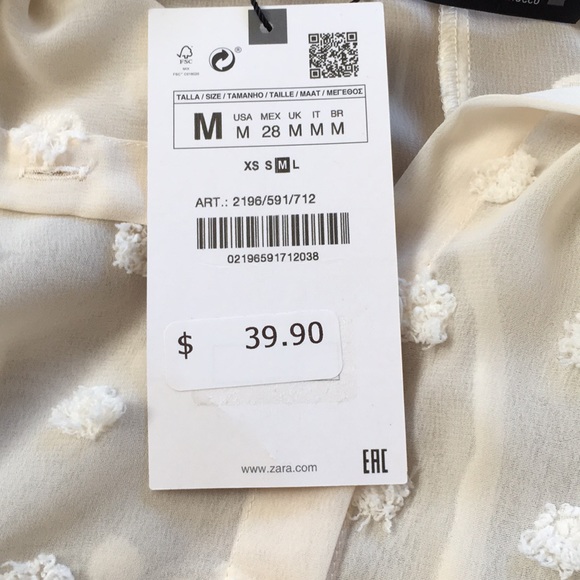 FSC
®
TALLA / SIZE / TAMANHO / TAILLE / MAAT / ΜΕΓΕΘΟΣ
M USA MEX UK IT BR
M 28 M M M
XS S M L
ART.: 2196/591/712
02196591712038
$ 39.90
www.zara.com
EAC